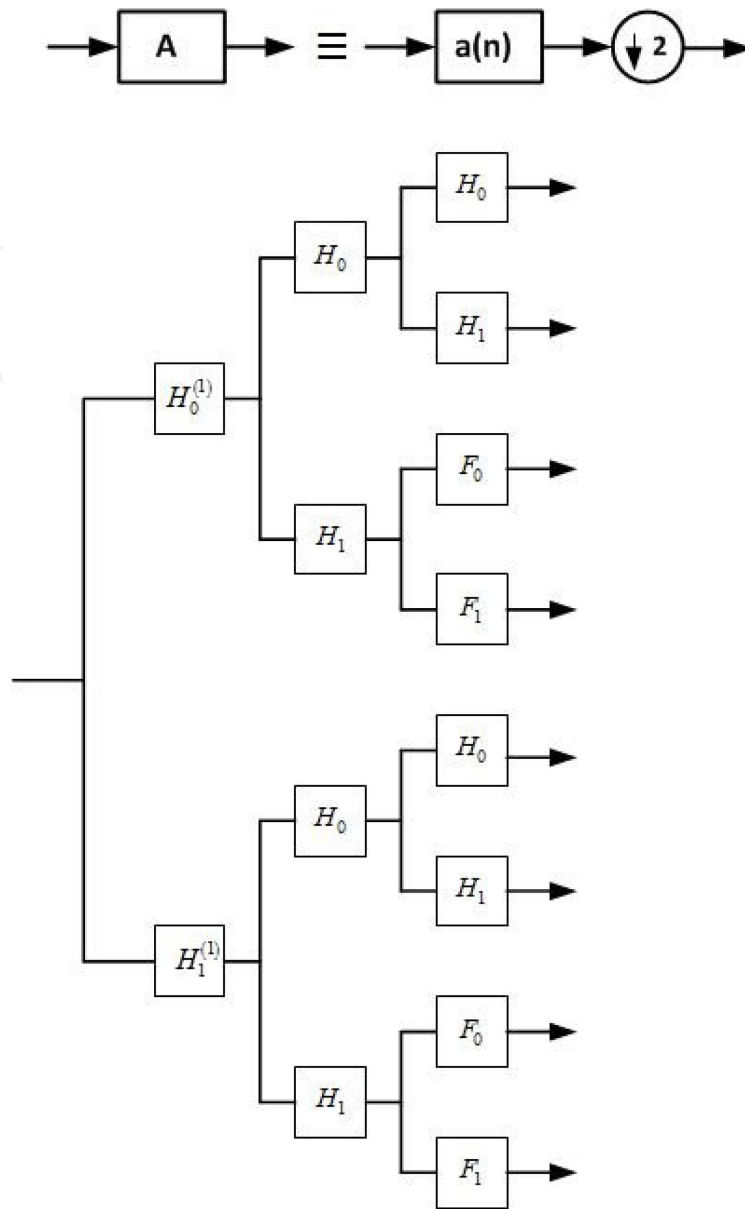 A ≡ a(n) ↓ 2
H₀
H₀
H₁
H₀⁽¹⁾
F₀
H₁
F₁
H₀
H₀
H₁
H₁⁽¹⁾
F₀
H₁
F₁